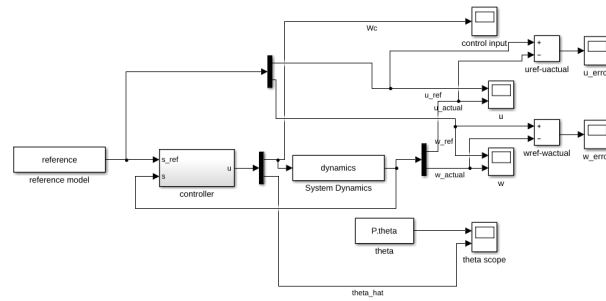 Wc
control input
+
−
uref-uactual
u_erro
u_ref
u_actual
u
reference
reference model
s_ref
s
u
controller
dynamics
System Dynamics
w_ref
w_actual
w
+
−
wref-wactual
w_erro
P.theta
theta
theta scope
theta_hat